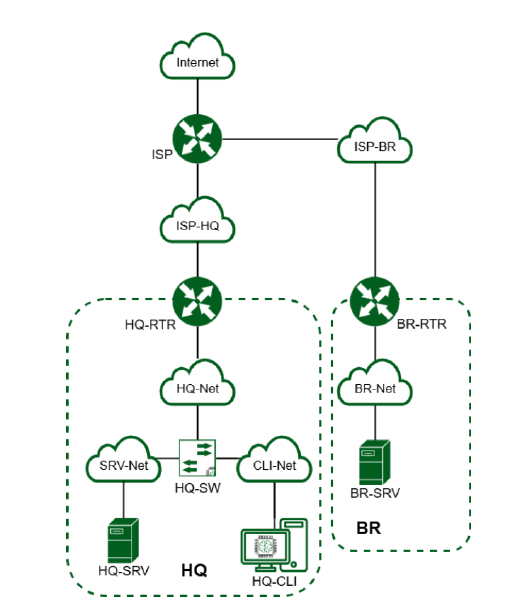 Internet
ISP
ISP-BR
ISP-HQ
HQ-RTR
BR-RTR
HQ-Net
BR-Net
SRV-Net
CLI-Net
HQ-SW
BR-SRV
BR
HQ-SRV
HQ
HQ-CLI